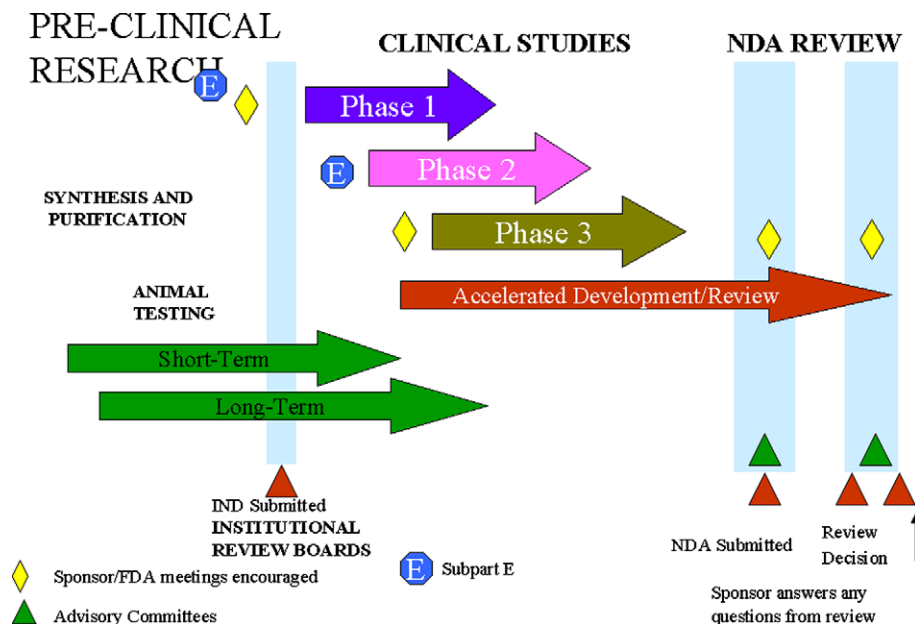 PRE-CLINICAL
RESEARCH
CLINICAL STUDIES
NDA REVIEW
E
Phase 1
E
Phase 2
SYNTHESIS AND
PURIFICATION
Phase 3
ANIMAL
TESTING
Accelerated Development/Review
Short-Term
Long-Term
IND Submitted
INSTITUTIONAL
REVIEW BOARDS
NDA Submitted
Review
Decision
E
Subpart E
Sponsor/FDA meetings encouraged
Advisory Committees
Sponsor answers any
questions from review